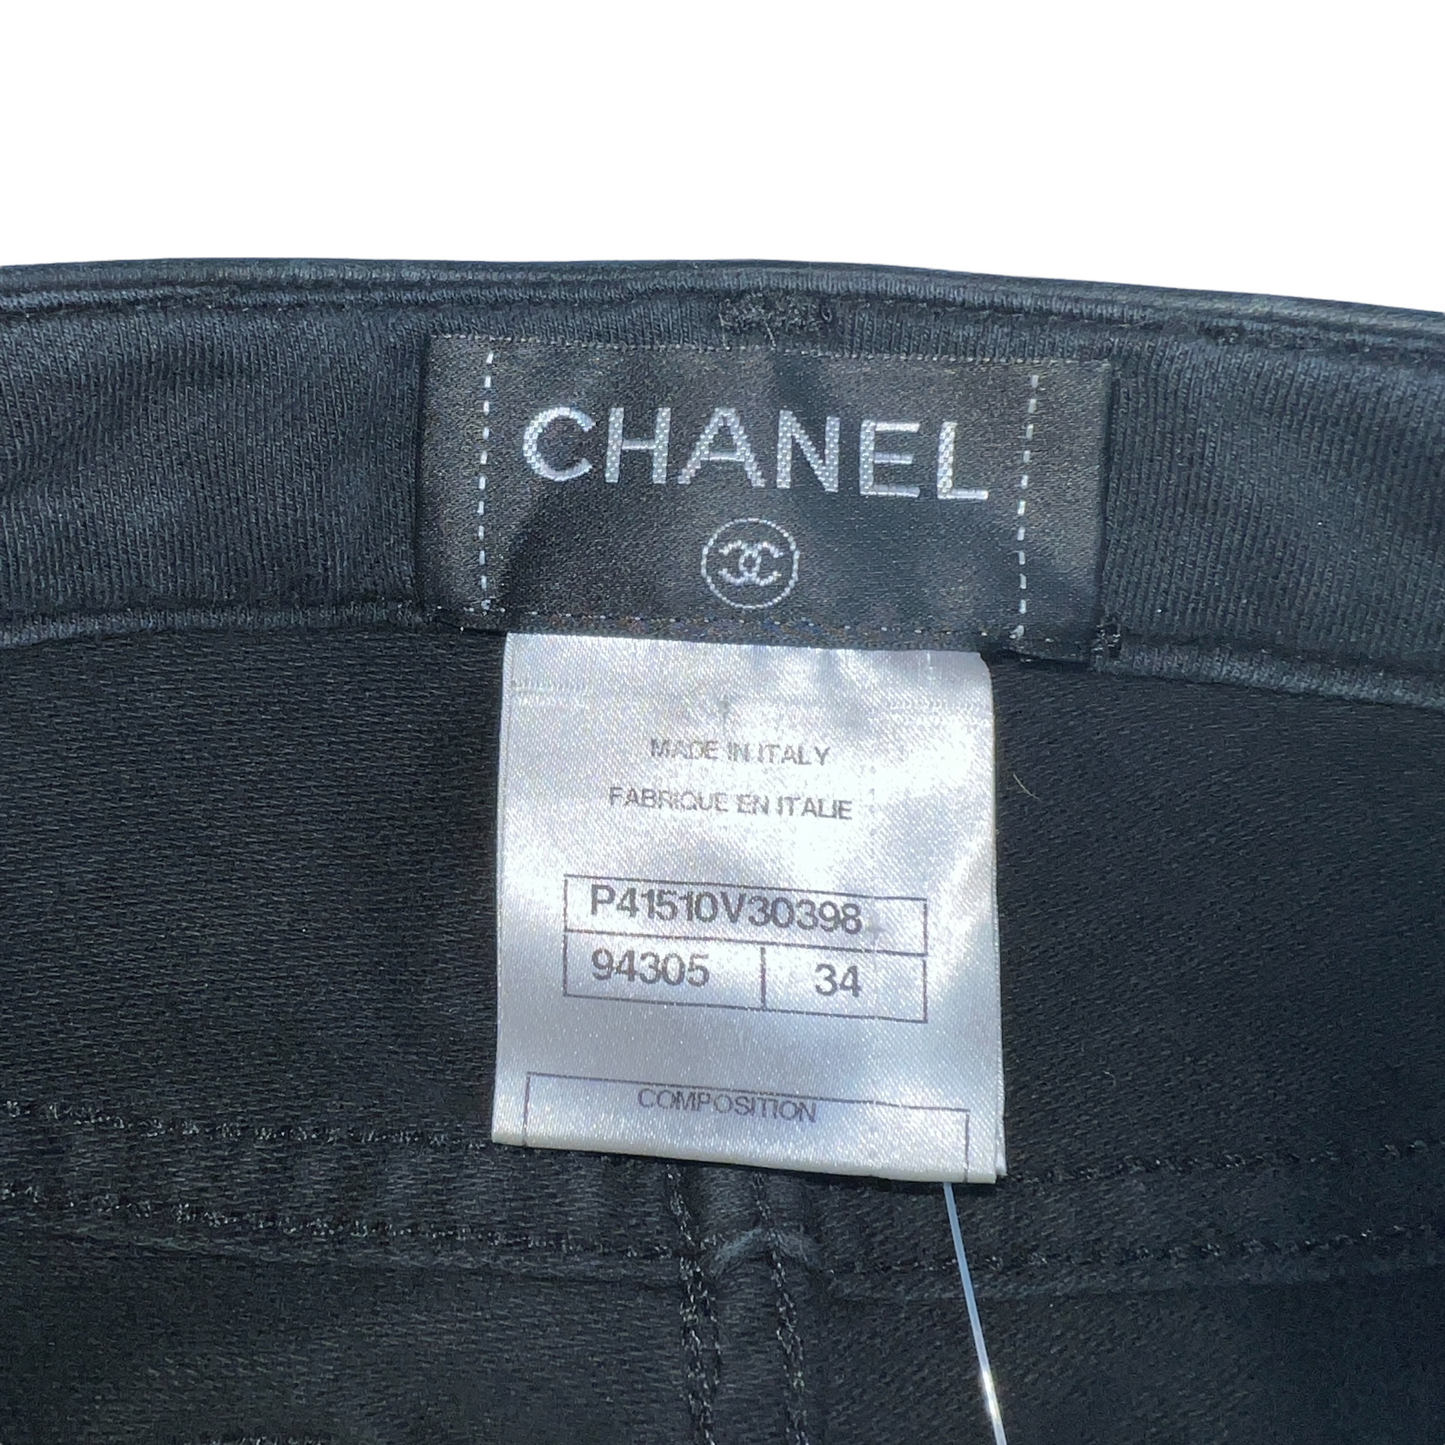 CHANEL
MADE IN ITALY
FABRIQUE EN ITALIE
P41510V30398
94305 34
COMPOSITION